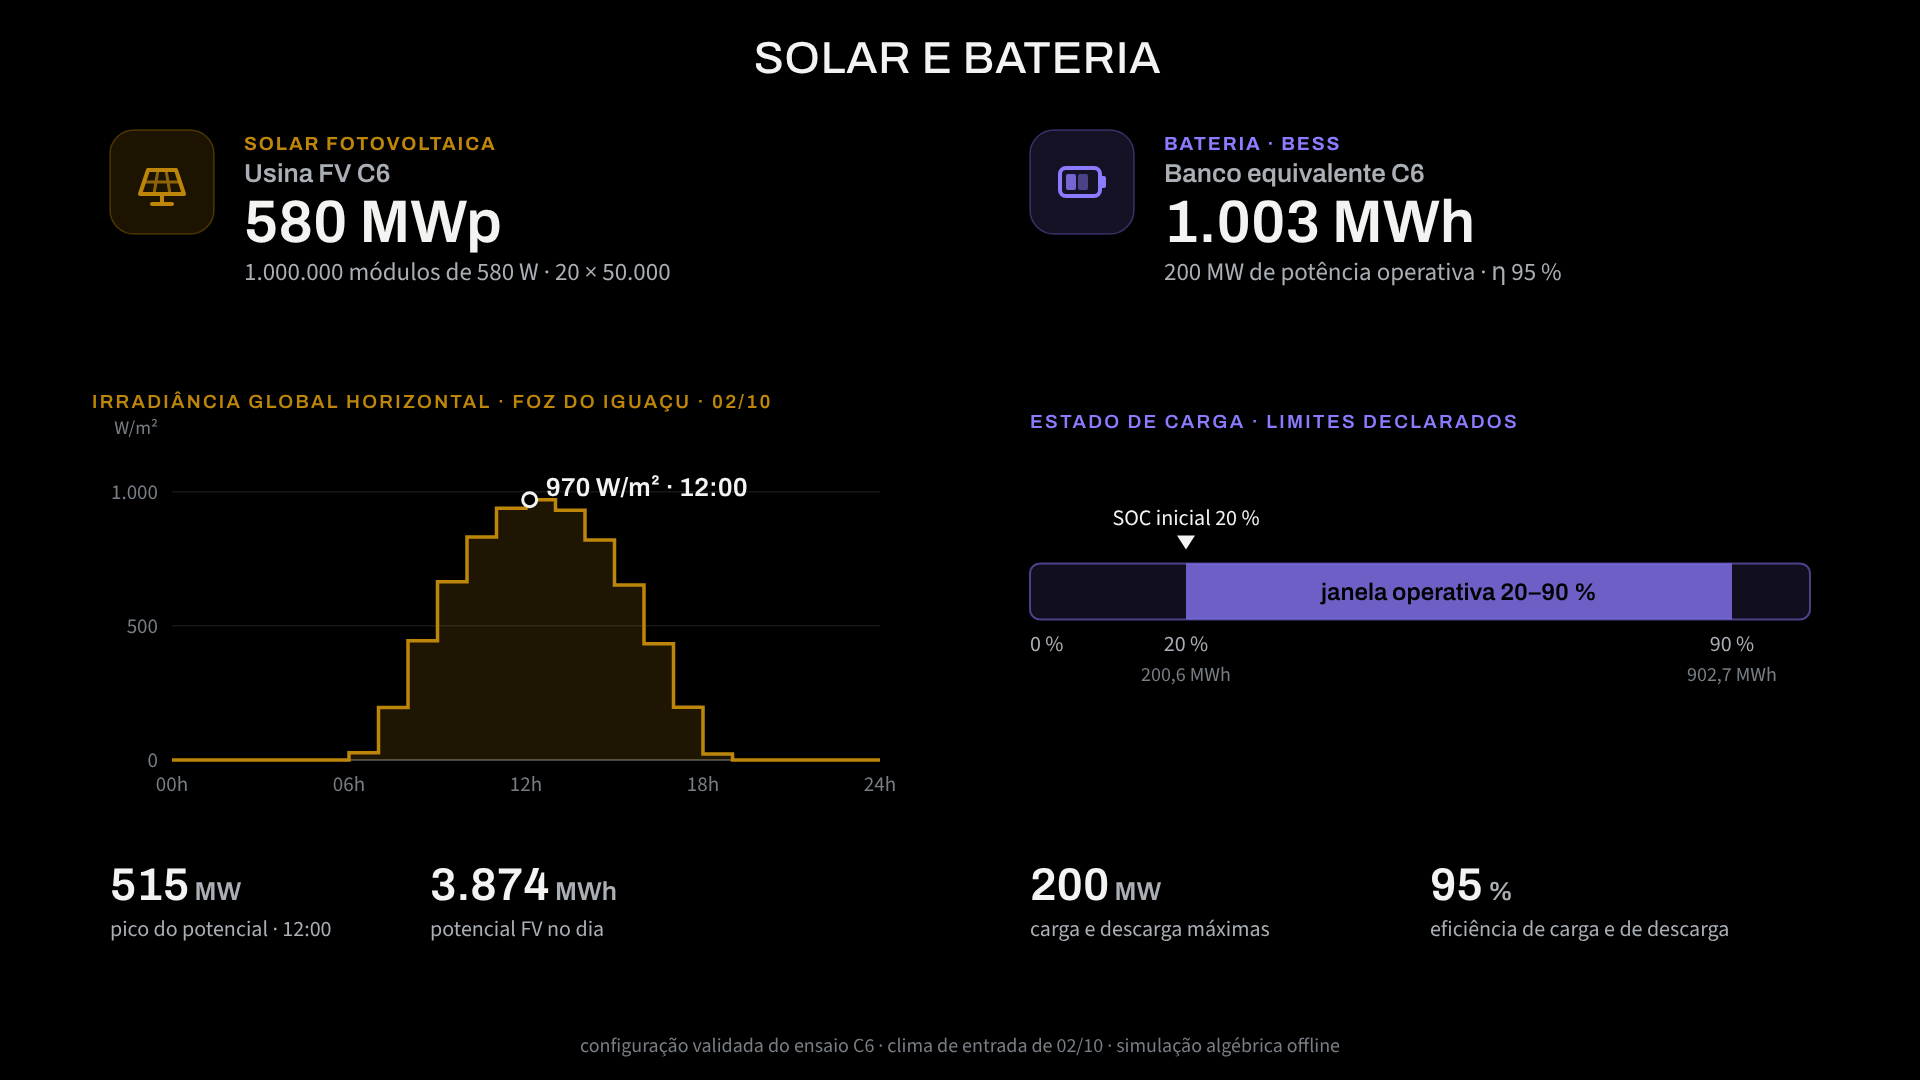 SOLAR E BATERIA
SOLAR FOTOVOLTAICA
Usina FV C6
580 MWp
1.000.000 módulos de 580 W · 20 × 50.000
BATERIA · BESS
Banco equivalente C6
1.003 MWh
200 MW de potência operativa · η 95 %
IRRADIÂNCIA GLOBAL HORIZONTAL · FOZ DO IGUAÇU · 02/10
W/m²
970 W/m² · 12:00
1.000
500
0
00h 06h 12h 18h 24h
ESTADO DE CARGA · LIMITES DECLARADOS
SOC inicial 20 %
janela operativa 20–90 %
0 % 20 % 90 %
200,6 MWh 902,7 MWh
515 MW
pico do potencial · 12:00
3.874 MWh
potencial FV no dia
200 MW
carga e descarga máximas
95 %
eficiência de carga e de descarga
configuração validada do ensaio C6 · clima de entrada de 02/10 · simulação algébrica offline